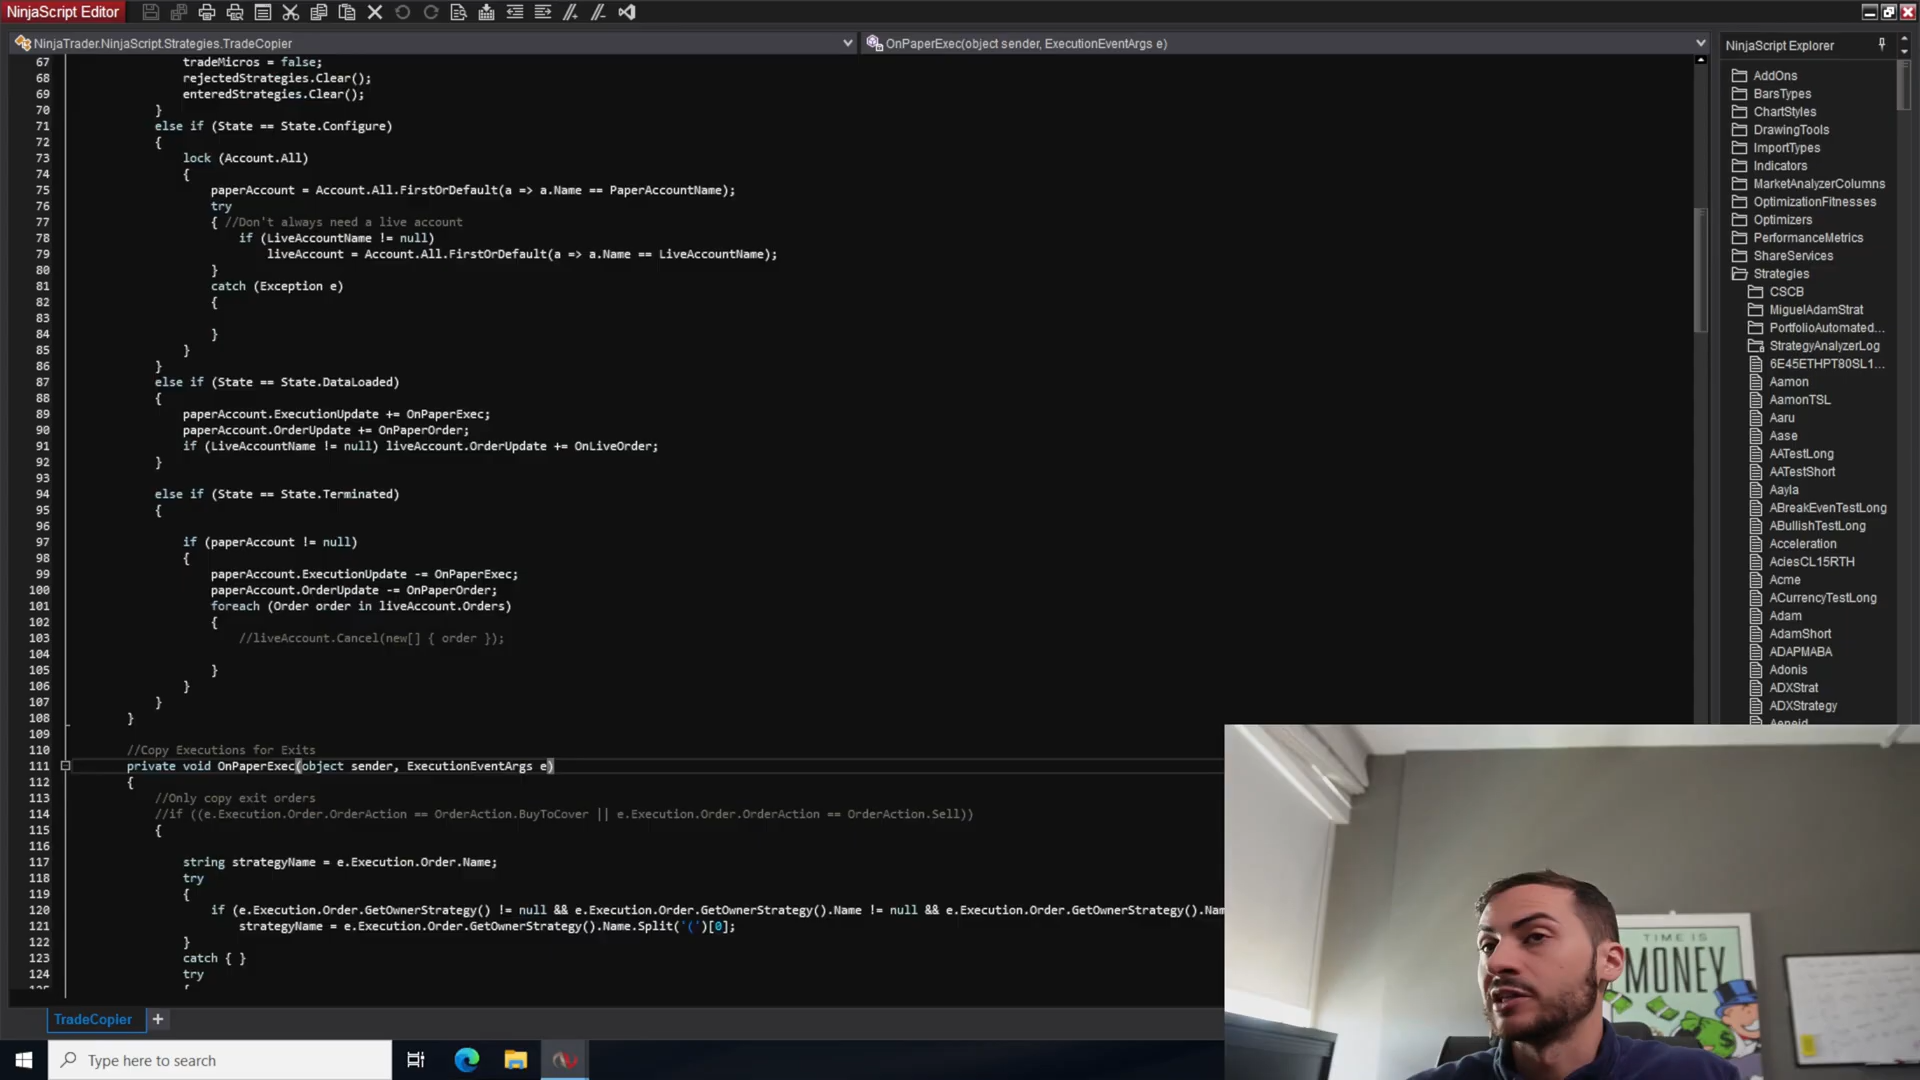 NinjaScript Editor
NinjaTrader.NinjaScript.Strategies.TradeCopier
OnPaperExec(object sender, ExecutionEventArgs e)
67 tradeMicros = false;
68 rejectedStrategies.Clear();
69 enteredStrategies.Clear();
70 }
71 else if (State == State.Configure)
72 {
73 lock (Account.All)
74 {
75 paperAccount = Account.All.FirstOrDefault(a => a.Name == PaperAccountName);
76 try
77 { //Don't always need a live account
78 if (LiveAccountName != null)
79 liveAccount = Account.All.FirstOrDefault(a => a.Name == LiveAccountName);
80 }
81 catch (Exception e)
82 {
83
84 }
85 }
86 }
87 else if (State == State.DataLoaded)
88 {
89 paperAccount.ExecutionUpdate += OnPaperExec;
90 paperAccount.OrderUpdate += OnPaperOrder;
91 if (LiveAccountName != null) liveAccount.OrderUpdate += OnLiveOrder;
92 }
93
94 else if (State == State.Terminated)
95 {
96
97 if (paperAccount != null)
98 {
99 paperAccount.ExecutionUpdate -= OnPaperExec;
100 paperAccount.OrderUpdate -= OnPaperOrder;
101 foreach (Order order in liveAccount.Orders)
102 {
103 //liveAccount.Cancel(new[] { order });
104
105 }
106 }
107 }
108 }
109
110 //Copy Executions for Exits
111 private void OnPaperExec(object sender, ExecutionEventArgs e)
112 {
113 //Only copy exit orders
114 //if ((e.Execution.Order.OrderAction == OrderAction.BuyToCover || e.Execution.Order.OrderAction == OrderAction.Sell))
115 {
116
117 string strategyName = e.Execution.Order.Name;
118 try
119 {
120 if (e.Execution.Order.GetOwnerStrategy() != null && e.Execution.Order.GetOwnerStrategy().Name != null && e.Execution.Order.GetOwnerStrategy().Nam
121 strategyName = e.Execution.Order.GetOwnerStrategy().Name.Split('(')[0];
122 }
123 catch { }
124 try
TradeCopier
+
Type here to search
NinjaScript Explorer
AddOns
BarsTypes
ChartStyles
DrawingTools
ImportTypes
Indicators
MarketAnalyzerColumns
OptimizationFitnesses
Optimizers
PerformanceMetrics
ShareServices
Strategies
CSCB
MiguelAdamStrat
PortfolioAutomated...
StrategyAnalyzerLog
6E45ETHPT80SL1...
Aamon
AamonTSL
Aaru
Aase
AATestLong
AATestShort
Aayla
ABreakEvenTestLong
ABullishTestLong
Acceleration
AciesCL15RTH
Acme
ACurrencyTestLong
Adam
AdamShort
ADAPMABA
Adonis
ADXStrat
ADXStrategy
Aeneid
TIME IS
MONEY